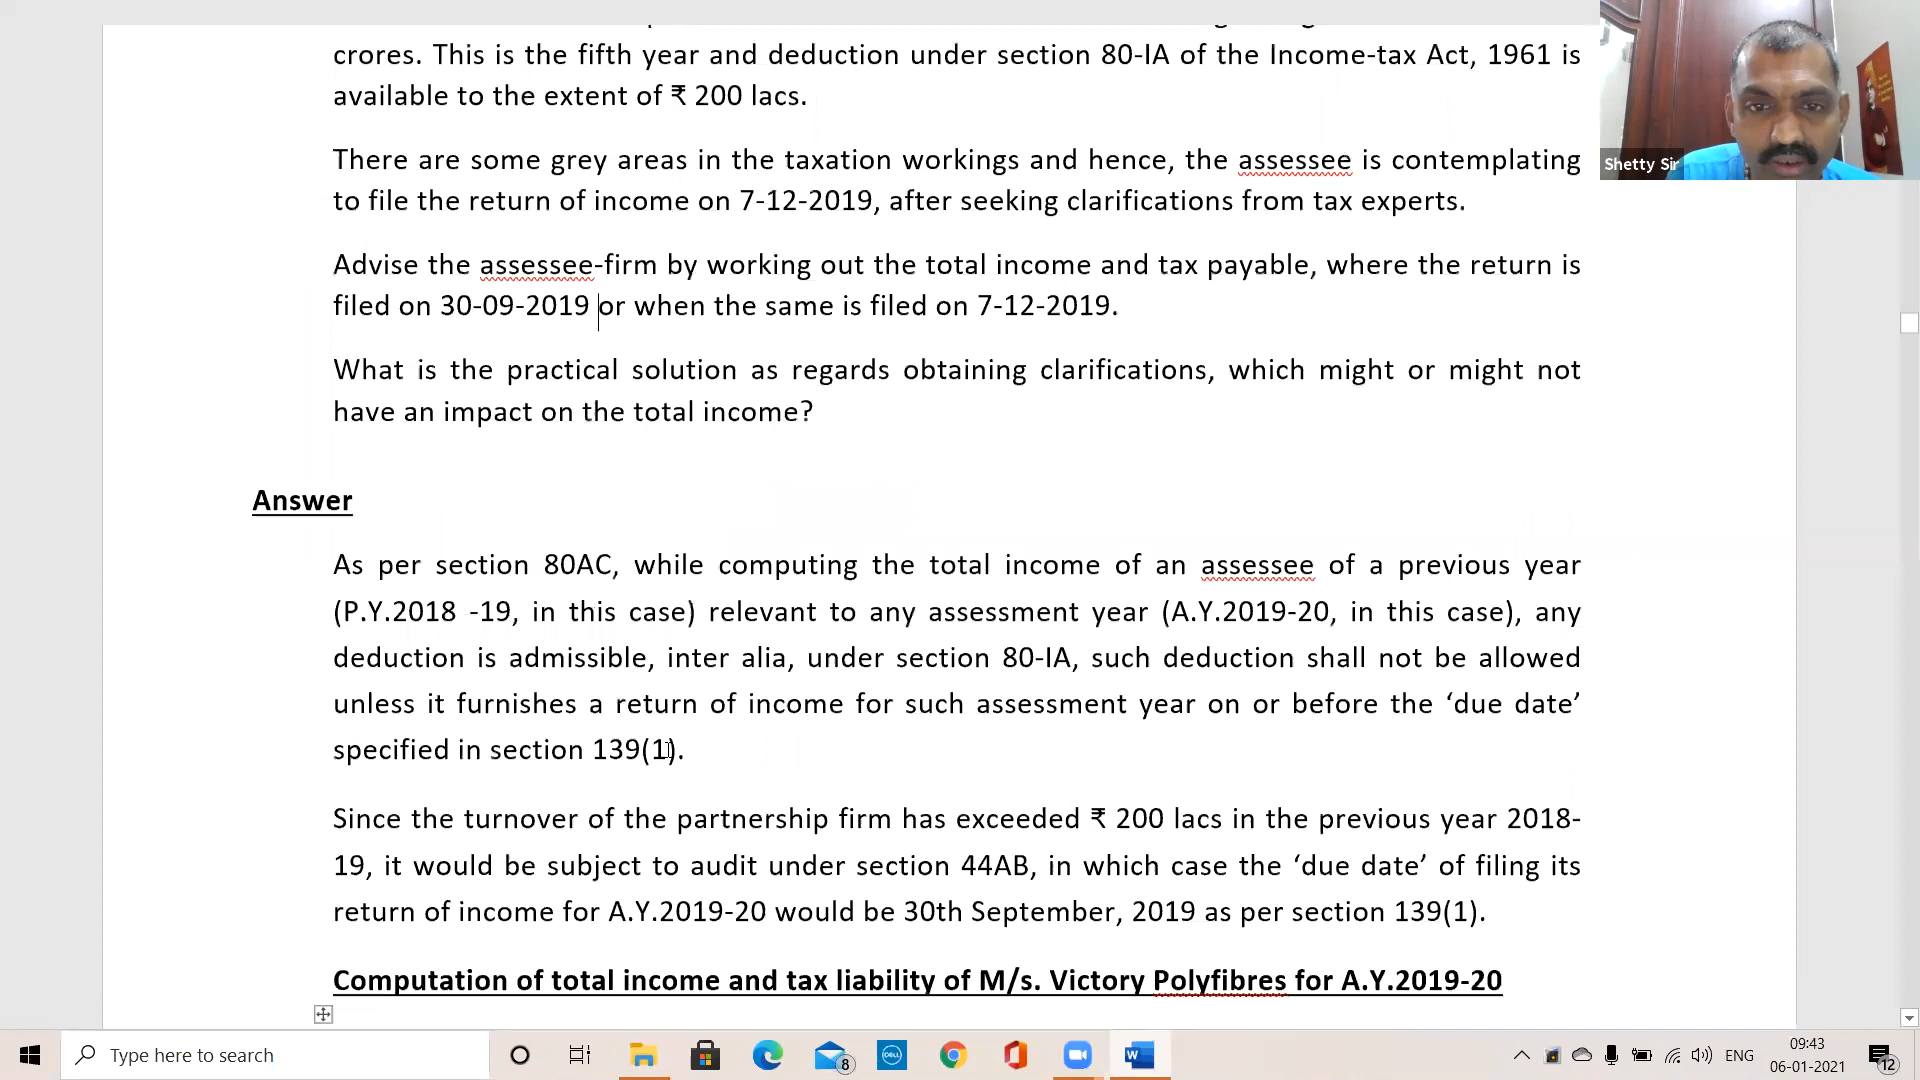 crores. This is the fifth year and deduction under section 80-IA of the Income-tax Act, 1961 is
available to the extent of ₹ 200 lacs.
There are some grey areas in the taxation workings and hence, the assessee is contemplating
to file the return of income on 7-12-2019, after seeking clarifications from tax experts.
Advise the assessee-firm by working out the total income and tax payable, where the return is
filed on 30-09-2019 or when the same is filed on 7-12-2019.
What is the practical solution as regards obtaining clarifications, which might or might not
have an impact on the total income?
Answer
As per section 80AC, while computing the total income of an assessee of a previous year
(P.Y.2018 -19, in this case) relevant to any assessment year (A.Y.2019-20, in this case), any
deduction is admissible, inter alia, under section 80-IA, such deduction shall not be allowed
unless it furnishes a return of income for such assessment year on or before the ‘due date’
specified in section 139(1).
Since the turnover of the partnership firm has exceeded ₹ 200 lacs in the previous year 2018-
19, it would be subject to audit under section 44AB, in which case the ‘due date’ of filing its
return of income for A.Y.2019-20 would be 30th September, 2019 as per section 139(1).
Computation of total income and tax liability of M/s. Victory Polyfibres for A.Y.2019-20
Shetty Sir
Type here to search
8
DELL
W
ENG
09:43
06-01-2021
12